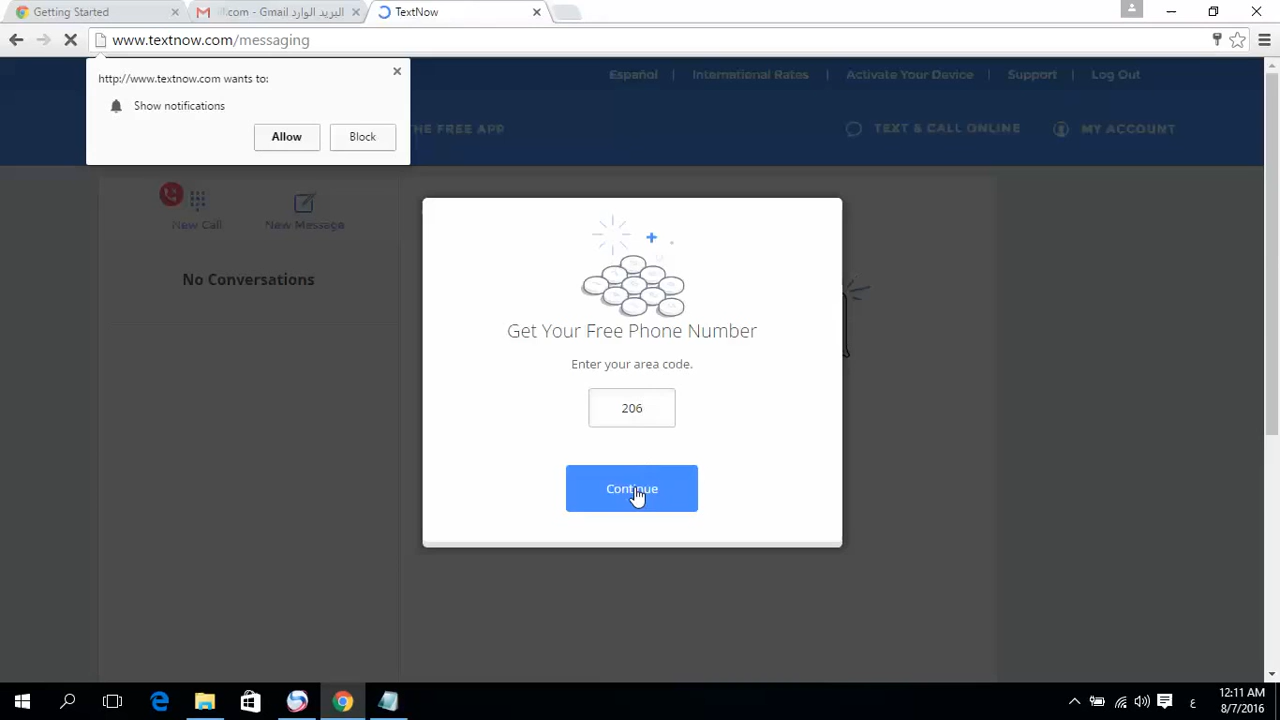 Getting Started
البريد الوارد - Gmail - f.com
TextNow
www.textnow.com/messaging
http://www.textnow.com wants to:
Show notifications
Allow
Block
Español | International Rates | Activate Your Device | Support | Log Out
THE FREE APP
TEXT & CALL ONLINE
MY ACCOUNT
New Call
New Message
No Conversations
Get Your Free Phone Number
Enter your area code.
206
Continue
ع
12:11 AM
8/7/2016